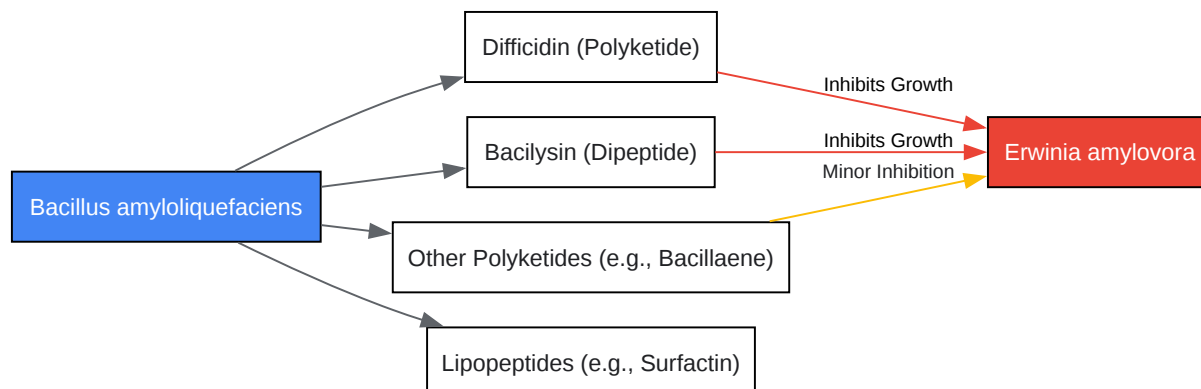 Difficidin (Polyketide)
Inhibits Growth
Bacilysin (Dipeptide)
Inhibits Growth
Erwinia amylovora
Minor Inhibition
Bacillus amyloliquefaciens
Other Polyketides (e.g., Bacillaene)
Lipopeptides (e.g., Surfactin)